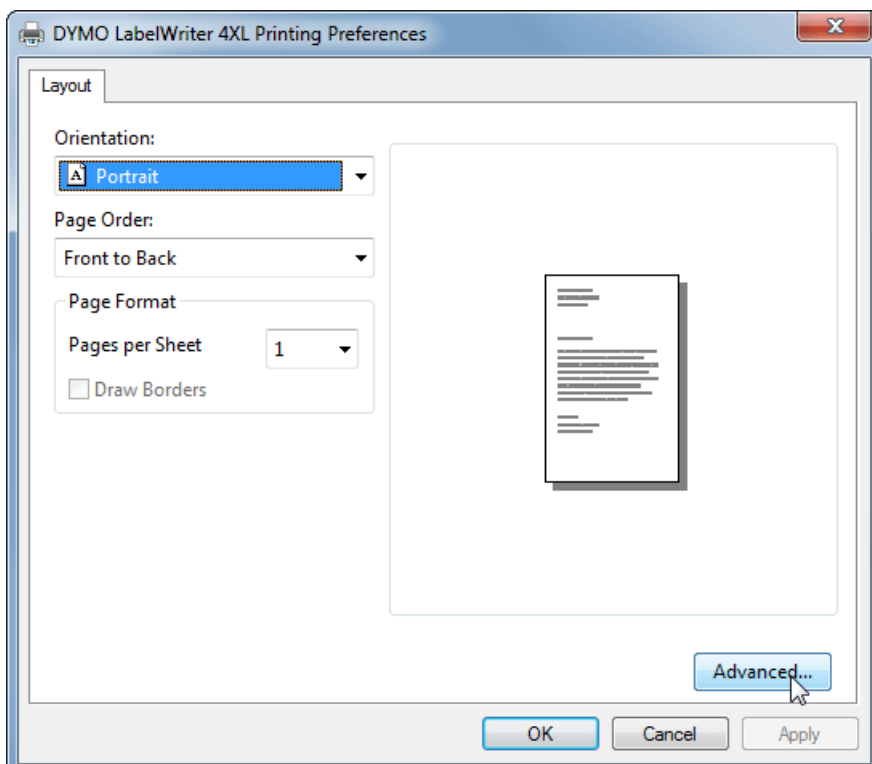 DYMO LabelWriter 4XL Printing Preferences
Layout
Orientation:
A Portrait
Page Order:
Front to Back
Page Format
Pages per Sheet 1
Draw Borders
Advanced...
OK Cancel Apply